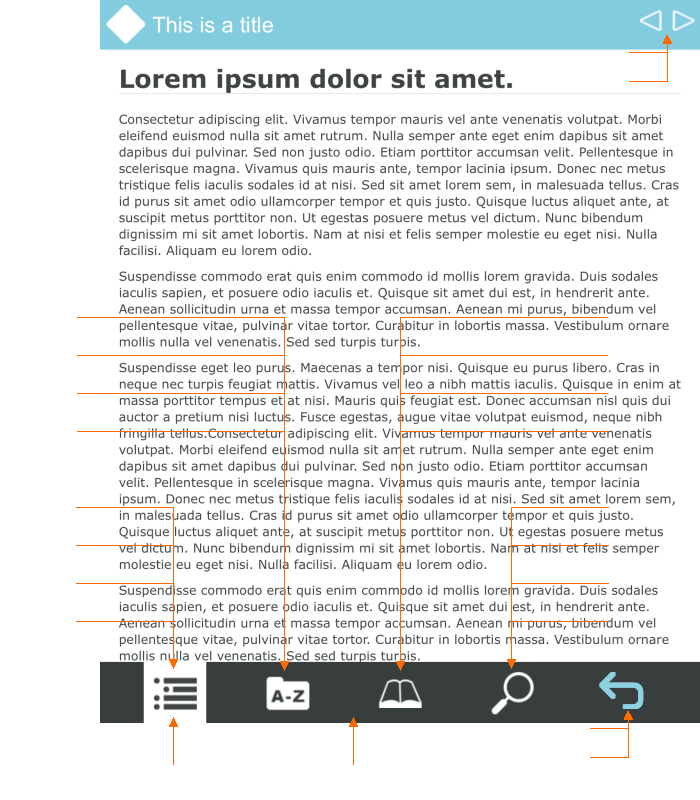 This is a title
Lorem ipsum dolor sit amet.
Consectetur adipiscing elit. Vivamus tempor mauris vel ante venenatis volutpat. Morbi
eleifend euismod nulla sit amet rutrum. Nulla semper ante eget enim dapibus sit amet
dapibus dui pulvinar. Sed non justo odio. Etiam porttitor accumsan velit. Pellentesque in
scelerisque magna. Vivamus quis mauris ante, tempor lacinia ipsum. Donec nec metus
tristique felis iaculis sodales id at nisi. Sed sit amet lorem sem, in malesuada tellus. Cras
id purus sit amet odio ullamcorper tempor et quis justo. Quisque luctus aliquet ante, at
suscipit metus porttitor non. Ut egestas posuere metus vel dictum. Nunc bibendum
dignissim mi sit amet lobortis. Nam at nisi et felis semper molestie eu eget nisi. Nulla
facilisi. Aliquam eu lorem odio.
Suspendisse commodo erat quis enim commodo id mollis lorem gravida. Duis sodales
iaculis sapien, et posuere odio iaculis et. Quisque sit amet dui est, in hendrerit ante.
Aenean sollicitudin urna et massa tempor accumsan. Aenean mi purus, bibendum vel
pellentesque vitae, pulvinar vitae tortor. Curabitur in lobortis massa. Vestibulum ornare
mollis nulla vel venenatis. Sed sed turpis turpis.
Suspendisse eget leo purus. Maecenas a tempor nisi. Quisque eu purus libero. Cras in
neque nec turpis feugiat mattis. Vivamus vel leo a nibh mattis iaculis. Quisque in enim at
massa porttitor tempus et at nisi. Mauris quis feugiat est. Donec accumsan nisl quis dui
auctor a pretium nisi luctus. Fusce egestas, augue vitae volutpat euismod, neque nibh
fringilla tellus.Consectetur adipiscing elit. Vivamus tempor mauris vel ante venenatis
volutpat. Morbi eleifend euismod nulla sit amet rutrum. Nulla semper ante eget enim
dapibus sit amet dapibus dui pulvinar. Sed non justo odio. Etiam porttitor accumsan
velit. Pellentesque in scelerisque magna. Vivamus quis mauris ante, tempor lacinia
ipsum. Donec nec metus tristique felis iaculis sodales id at nisi. Sed sit amet lorem sem,
in malesuada tellus. Cras id purus sit amet odio ullamcorper tempor et quis justo.
Quisque luctus aliquet ante, at suscipit metus porttitor non. Ut egestas posuere metus
vel dictum. Nunc bibendum dignissim mi sit amet lobortis. Nam at nisi et felis semper
molestie eu eget nisi. Nulla facilisi. Aliquam eu lorem odio.
Suspendisse commodo erat quis enim commodo id mollis lorem gravida. Duis sodales
iaculis sapien, et posuere odio iaculis et. Quisque sit amet dui est, in hendrerit ante.
Aenean sollicitudin urna et massa tempor accumsan. Aenean mi purus, bibendum vel
pellentesque vitae, pulvinar vitae tortor. Curabitur in lobortis massa. Vestibulum ornare
mollis nulla vel venenatis. Sed sed turpis turpis.
A-Z